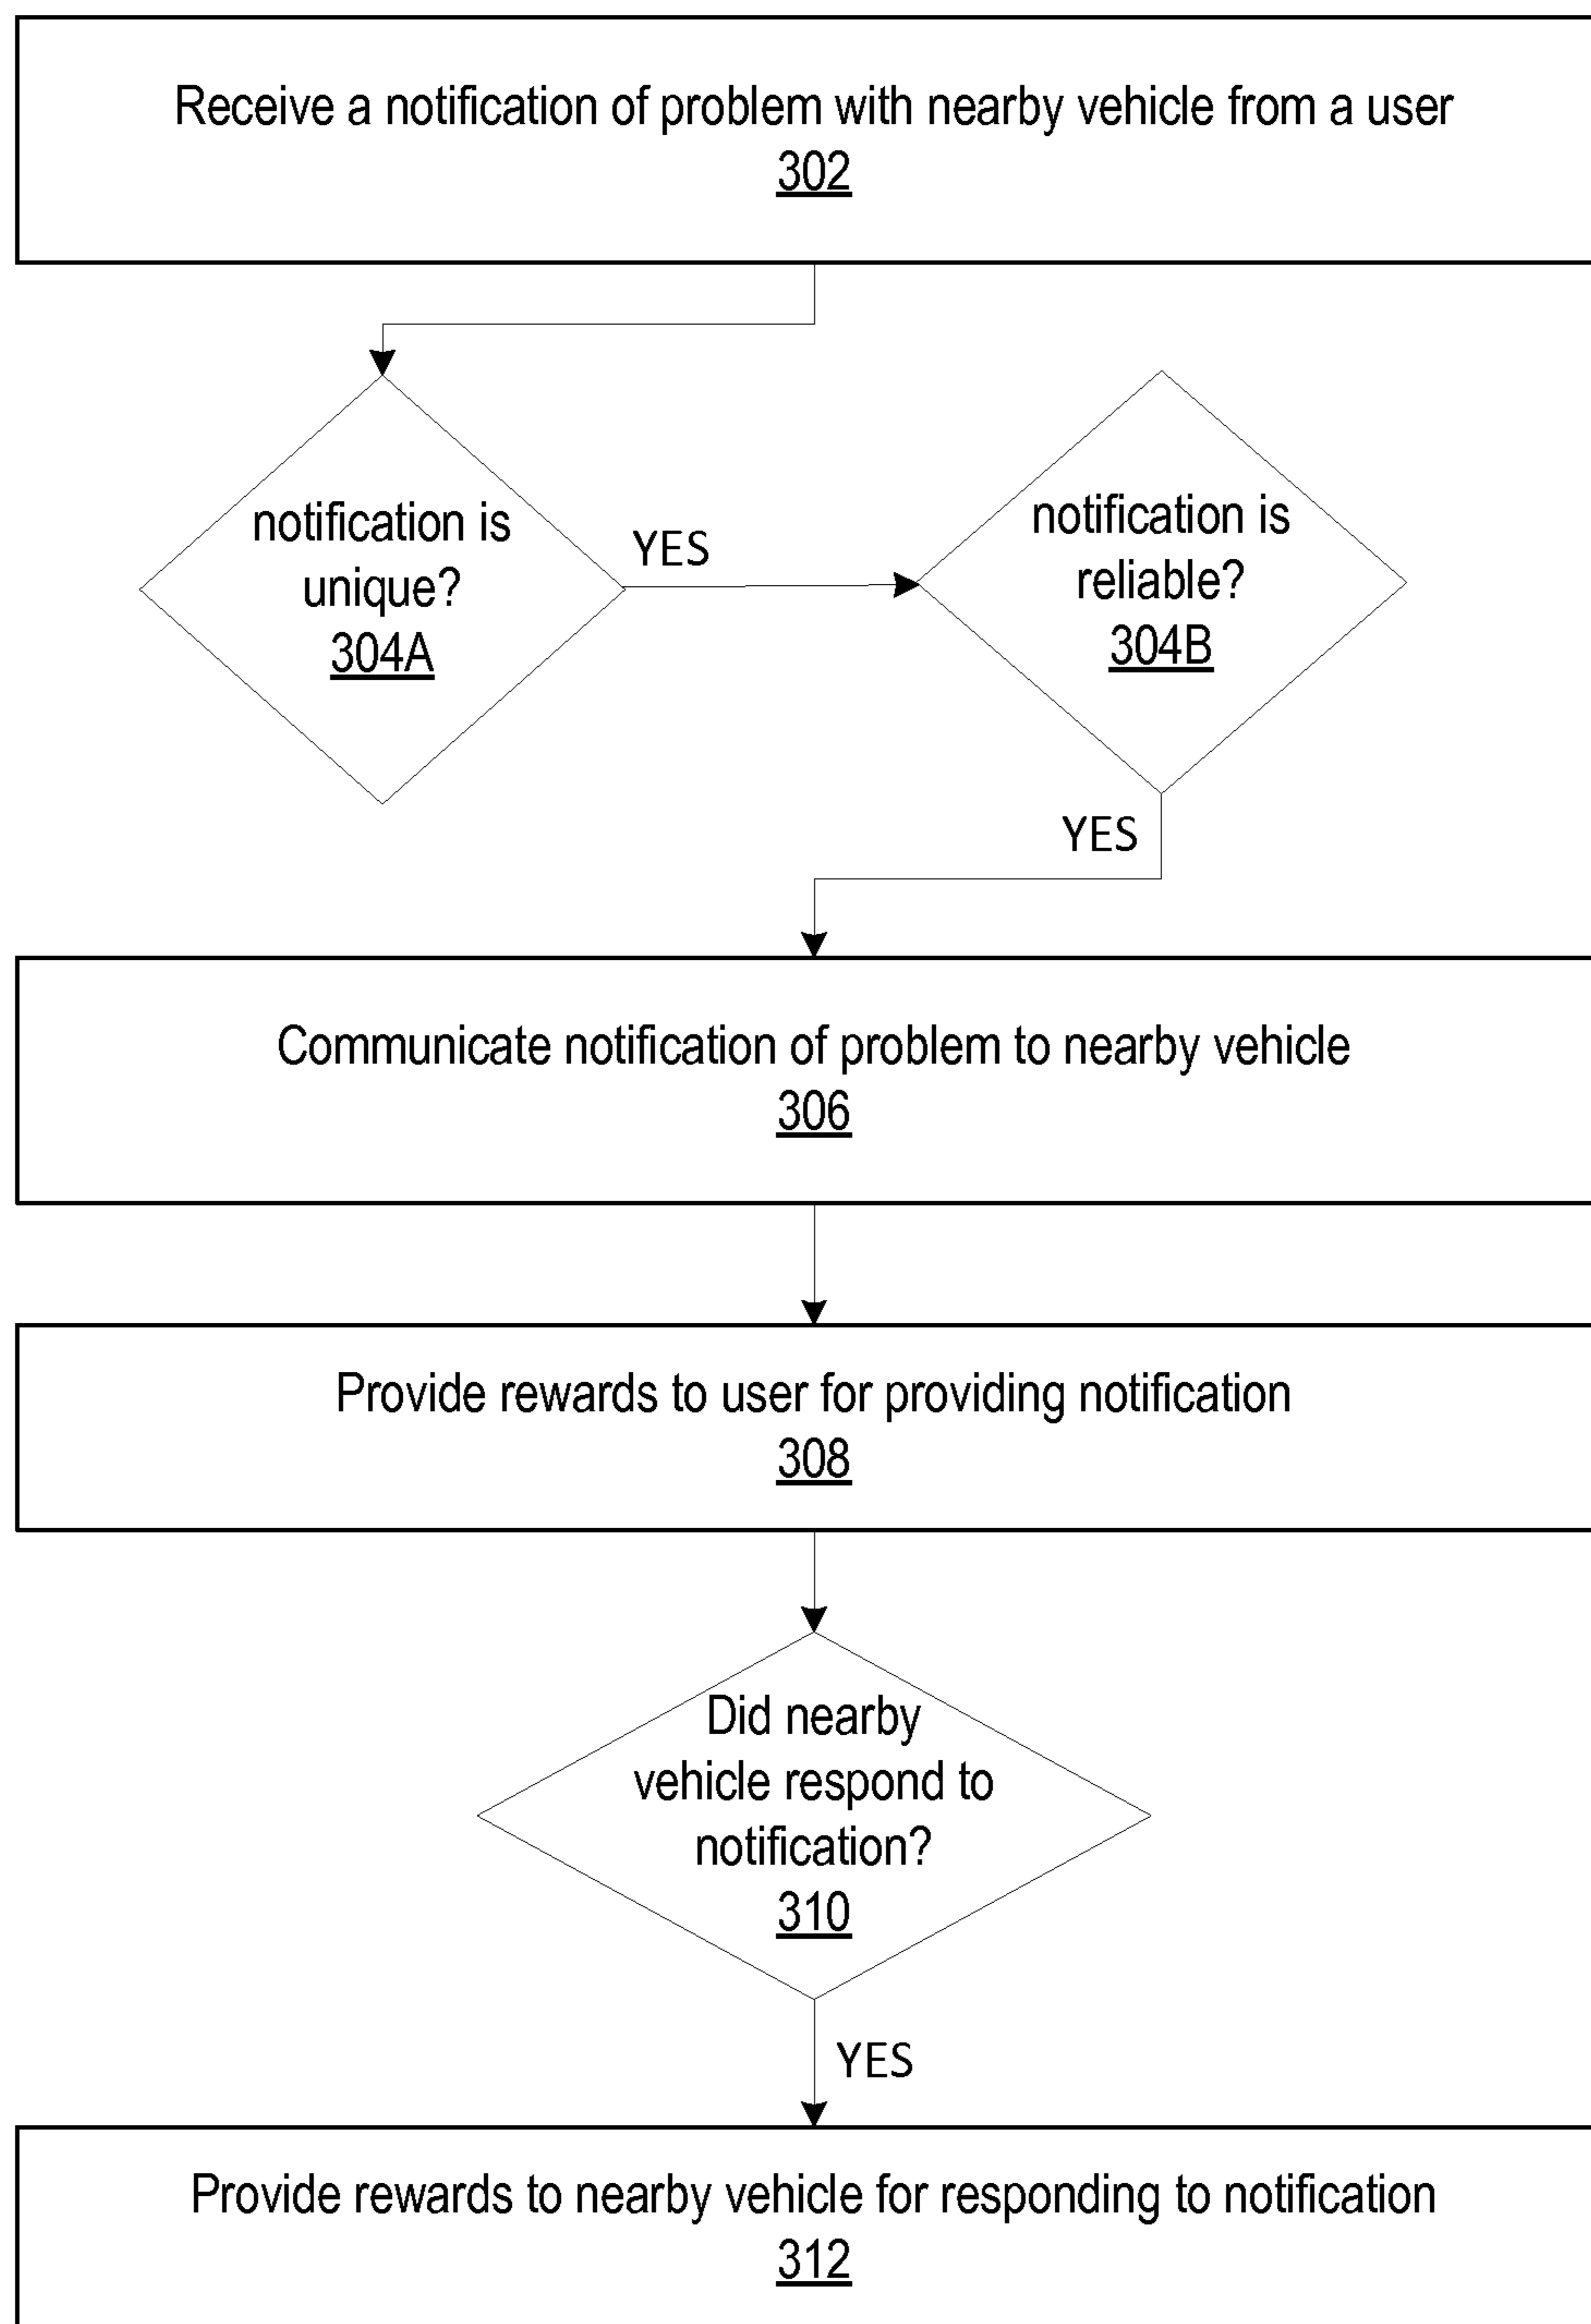 Receive a notification of problem with nearby vehicle from a user
302
notification is
unique?
304A
YES
notification is
reliable?
304B
YES
Communicate notification of problem to nearby vehicle
306
Provide rewards to user for providing notification
308
Did nearby
vehicle respond to
notification?
310
YES
Provide rewards to nearby vehicle for responding to notification
312